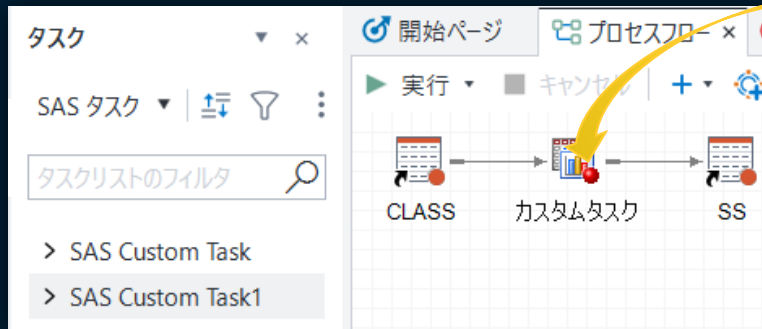 タスク
SAS タスク
タスクリストのフィルタ
SAS Custom Task
SAS Custom Task1
開始ページ
プロセスフロー
実行
キャンセル
CLASS
カスタムタスク
SS